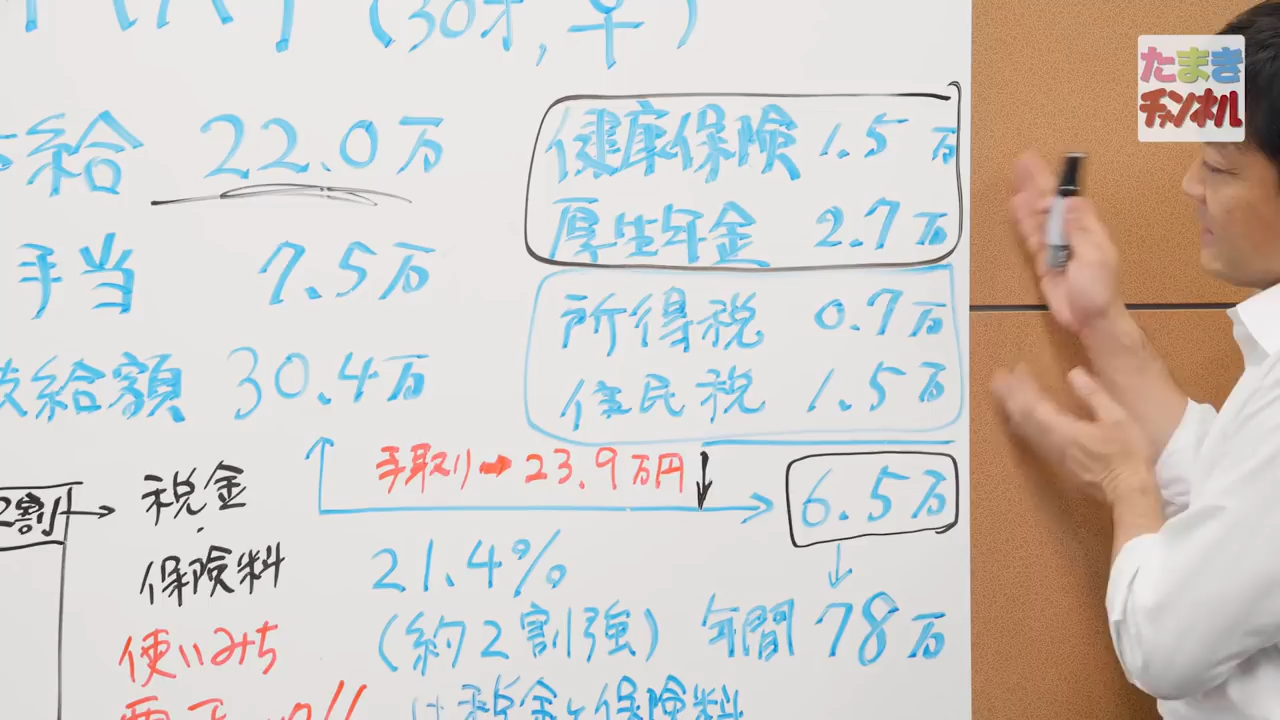 (30才,
給 22.0万
手当 7.5万
給額 30.4万
健康保険 1.5万
厚生年金 2.7万
所得税 0.7万
住民税 1.5万
手取り➡23.9万円
6.5万
2割
税金
保険料
使いみち
21.4%
(約2割強) 年間 78万
は税金と保険料
たまき
チャンネル